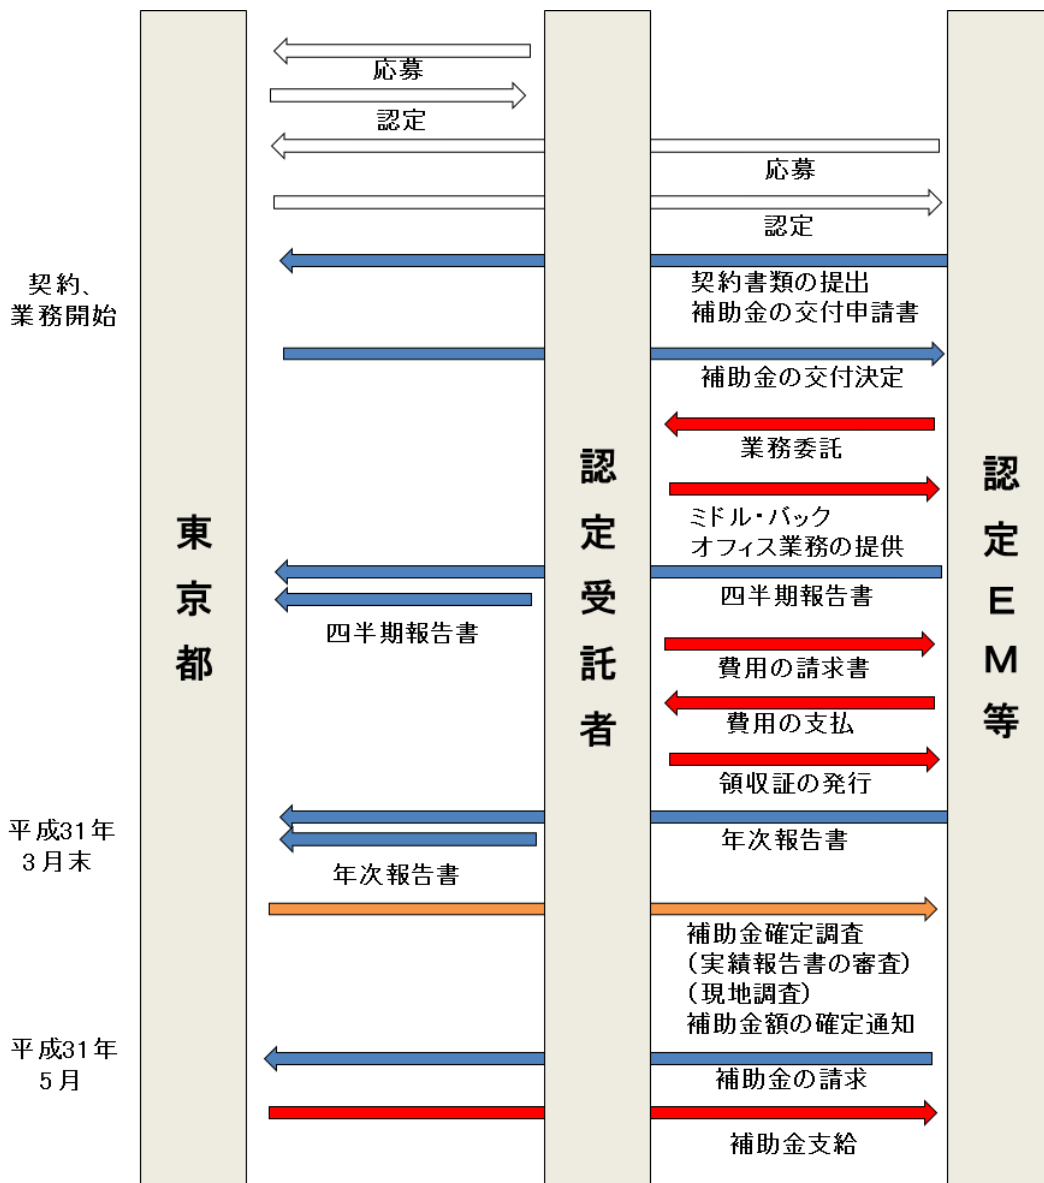 応募
認定
応募
認定
契約、
業務開始
契約書類の提出
補助金の交付申請書
補助金の交付決定
業務委託
ミドル・バック
オフィス業務の提供
東京都
認定受託者
認定EM等
四半期報告書
四半期報告書
費用の請求書
費用の支払
領収証の発行
平成31年
3月末
年次報告書
年次報告書
補助金確定調査
(実績報告書の審査)
(現地調査)
補助金額の確定通知
平成31年
5月
補助金の請求
補助金支給